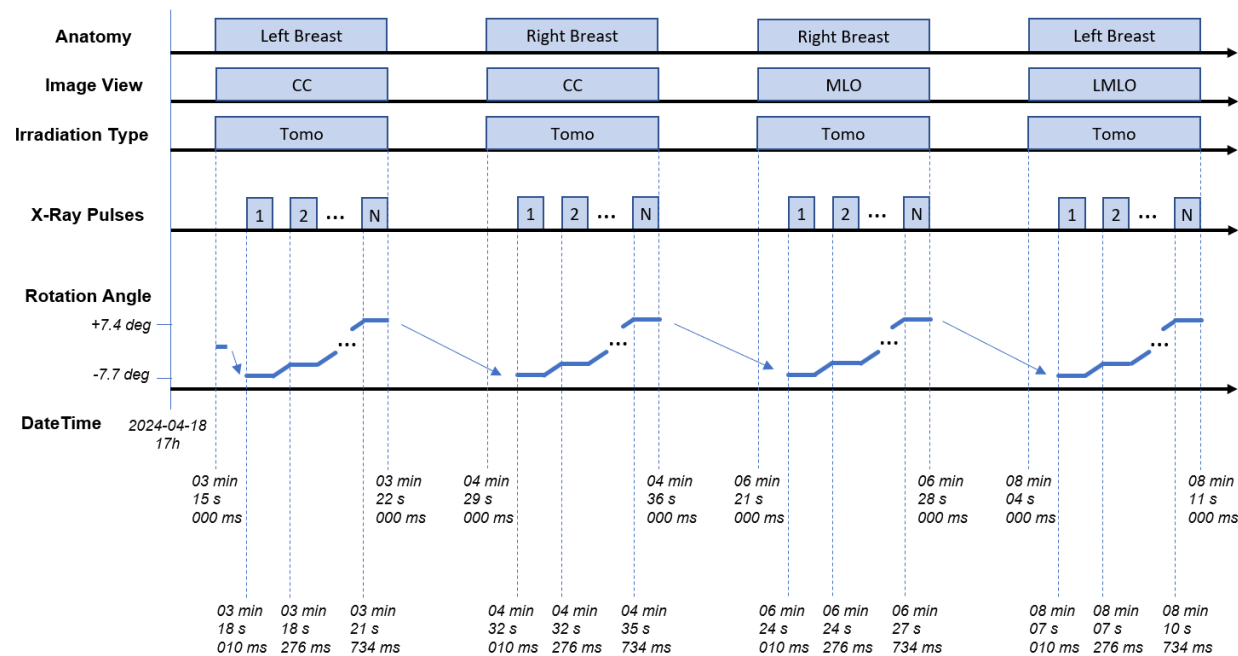 Anatomy
Left Breast
Right Breast
Right Breast
Left Breast
Image View
CC
CC
MLO
LMLO
Irradiation Type
Tomo
Tomo
Tomo
Tomo
X-Ray Pulses
1
2
...
N
1
2
...
N
1
2
...
N
1
2
...
N
Rotation Angle
+7.4 deg
...
...
...
...
-7.7 deg
DateTime
2024-04-18
17h
03 min
15 s
000 ms
03 min
22 s
000 ms
04 min
29 s
000 ms
04 min
36 s
000 ms
06 min
21 s
000 ms
06 min
28 s
000 ms
08 min
04 s
000 ms
08 min
11 s
000 ms
03 min
18 s
010 ms
03 min
18 s
276 ms
03 min
21 s
734 ms
04 min
32 s
010 ms
04 min
32 s
276 ms
04 min
35 s
734 ms
06 min
24 s
010 ms
06 min
24 s
276 ms
06 min
27 s
734 ms
08 min
07 s
010 ms
08 min
07 s
276 ms
08 min
10 s
734 ms